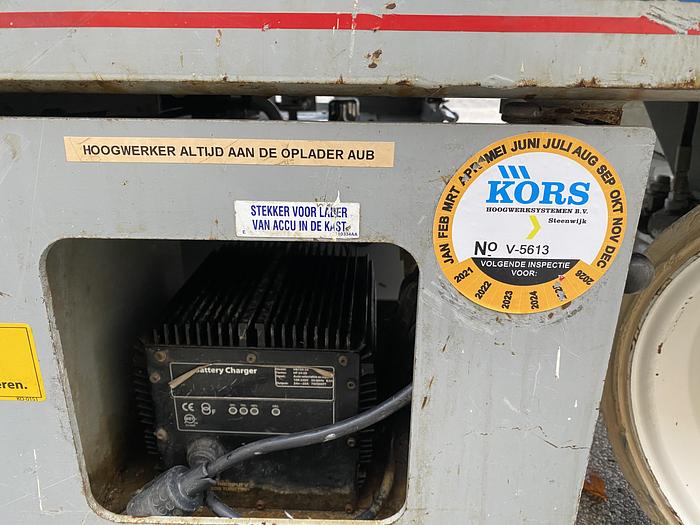 HOOGWERKER ALTIJD AAN DE OPLADER AUB
STEKKER VOOR LADER
VAN ACCU IN DE KAST
JAN FEB MRT APR MEI JUNI JULI AUG SEP OKT NOV DEC
KORS
HOOGWERKSYSTEMEN B.V.
Steenwijk
No V-5613
VOLGENDE INSPECTIE
VOOR:
2021 2022 2023 2024
eren.
Battery Charger
CE F